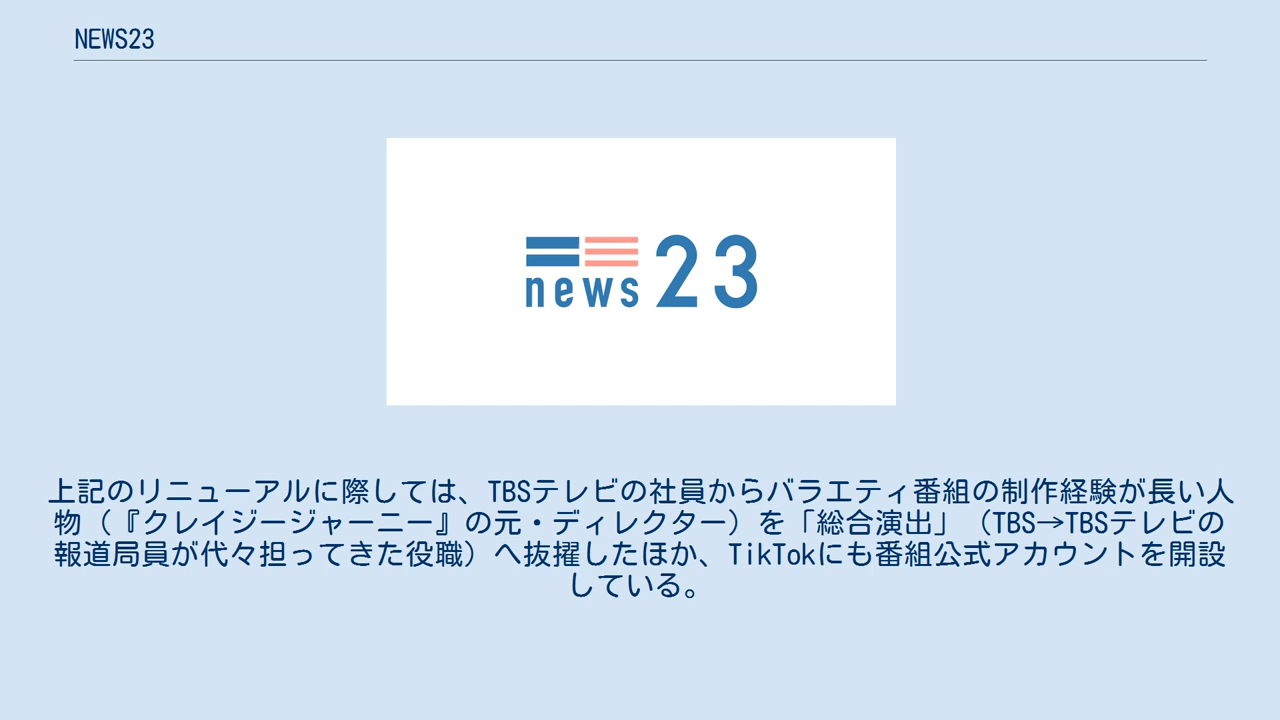 NEWS23
news 23
上記のリニューアルに際しては、TBSテレビの社員からバラエティ番組の制作経験が長い人
物（『クレイジージャーニー』の元・ディレクター）を「総合演出」（TBS→TBSテレビの
報道局員が代々担ってきた役職）へ抜擢したほか、TikTokにも番組公式アカウントを開設
している。